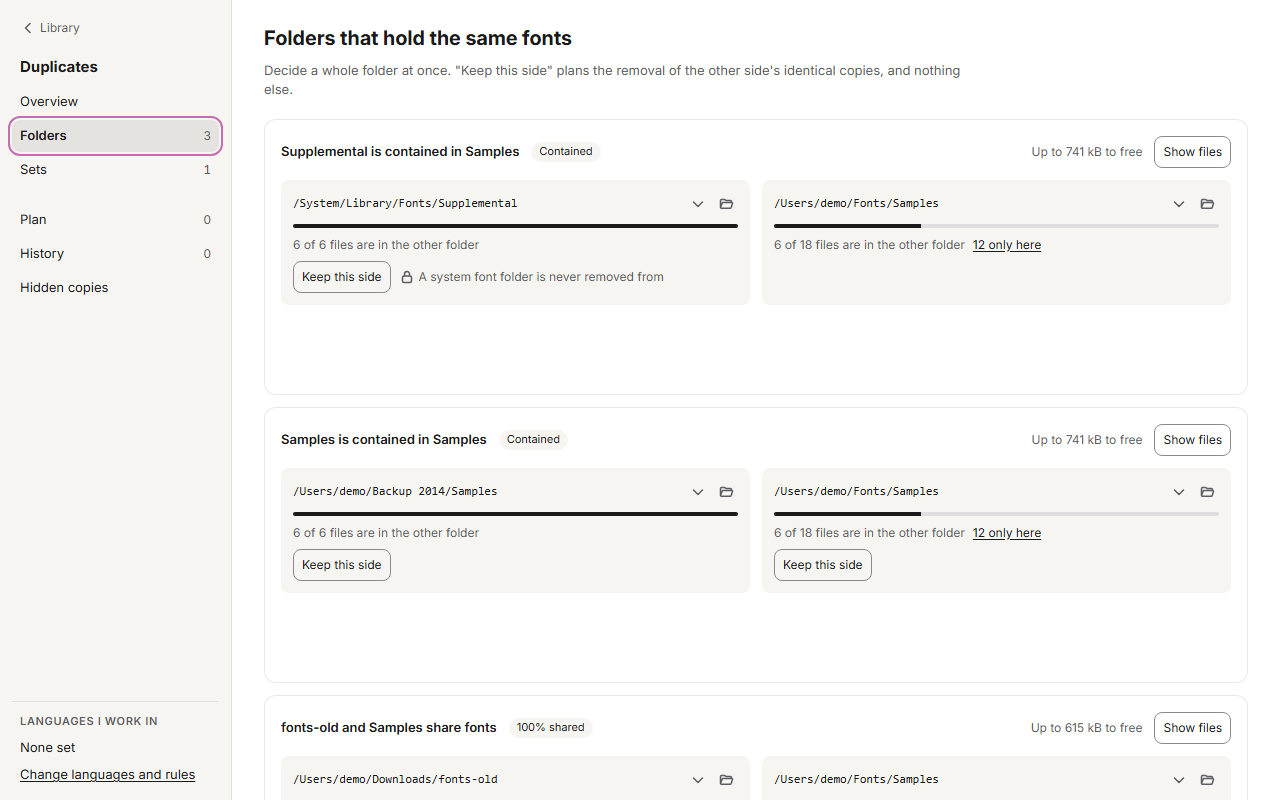 Library
Duplicates
Overview
Folders 3
Sets 1
Plan 0
History 0
Hidden copies
LANGUAGES I WORK IN
None set
Change languages and rules
Folders that hold the same fonts
Decide a whole folder at once. "Keep this side" plans the removal of the other side's identical copies, and nothing
else.
Supplemental is contained in Samples Contained Up to 741 kB to free Show files
/System/Library/Fonts/Supplemental
6 of 6 files are in the other folder
Keep this side A system font folder is never removed from
/Users/demo/Fonts/Samples
6 of 18 files are in the other folder 12 only here
Samples is contained in Samples Contained Up to 741 kB to free Show files
/Users/demo/Backup 2014/Samples
6 of 6 files are in the other folder
Keep this side
/Users/demo/Fonts/Samples
6 of 18 files are in the other folder 12 only here
Keep this side
fonts-old and Samples share fonts 100% shared Up to 615 kB to free Show files
/Users/demo/Downloads/fonts-old
/Users/demo/Fonts/Samples